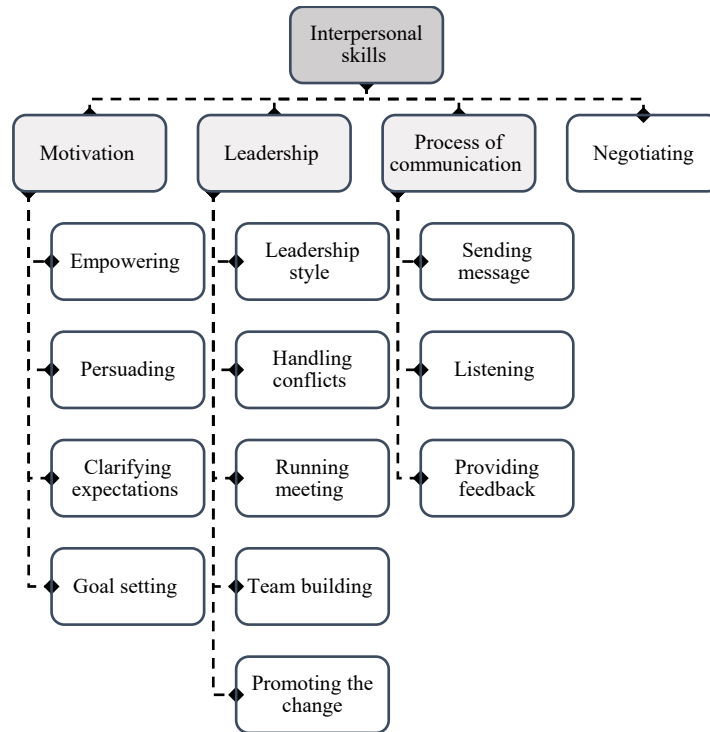 Interpersonal
skills
Motivation
Leadership
Process of
communication
Negotiating
Empowering
Persuading
Clarifying
expectations
Goal setting
Leadership
style
Handling
conflicts
Running
meeting
Team building
Promoting the
change
Sending
message
Listening
Providing
feedback